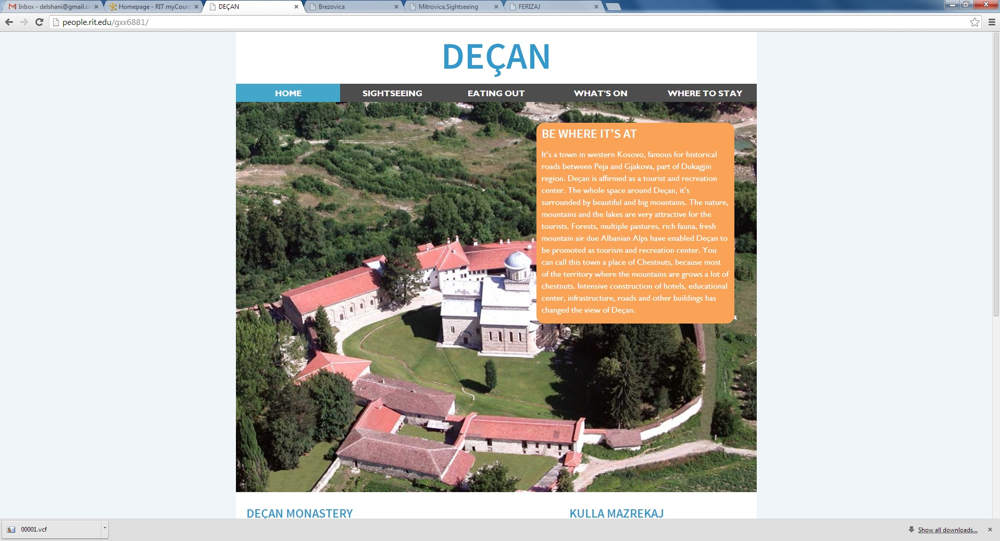 Inbox - delshani@gmail.c
Homepage - RIT myCours
DEÇAN
Brezovica
Mitrovica,Sightseeing
FERIZAJ
people.rit.edu/gxx6881/
DEÇAN
HOME
SIGHTSEEING
EATING OUT
WHAT'S ON
WHERE TO STAY
BE WHERE IT'S AT
It's a town in western Kosovo, famous for historical
roads between Peja and Gjakova, part of Dukagjin
region. Deçan is affirmed as a tourist and recreation
center. The whole space around Deçan, it's
surrounded by beautiful and big mountains. The nature,
mountains and the lakes are very attractive for the
tourists. Forests, multiple pastures, rich fauna, fresh
mountain air due Albanian Alps have enabled Deçan to
be promoted as tourism and recreation center. You
can call this town a place of Chestnuts, because most
of the territory where the mountains are grows a lot of
chestnuts. Intensive construction of hotels, educational
center, infrastructure, roads and other buildings has
changed the view of Deçan.
DEÇAN MONASTERY
KULLA MAZREKAJ
00001.vcf
Show all downloads...